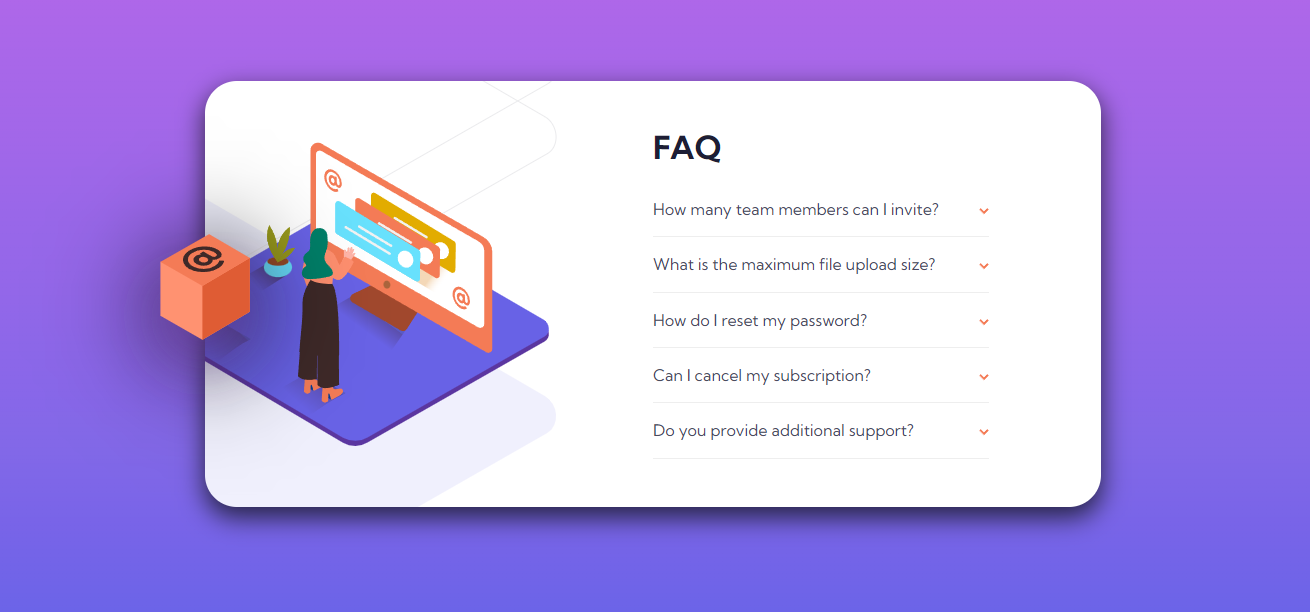 @
@
@
FAQ
How many team members can I invite?
What is the maximum file upload size?
How do I reset my password?
Can I cancel my subscription?
Do you provide additional support?